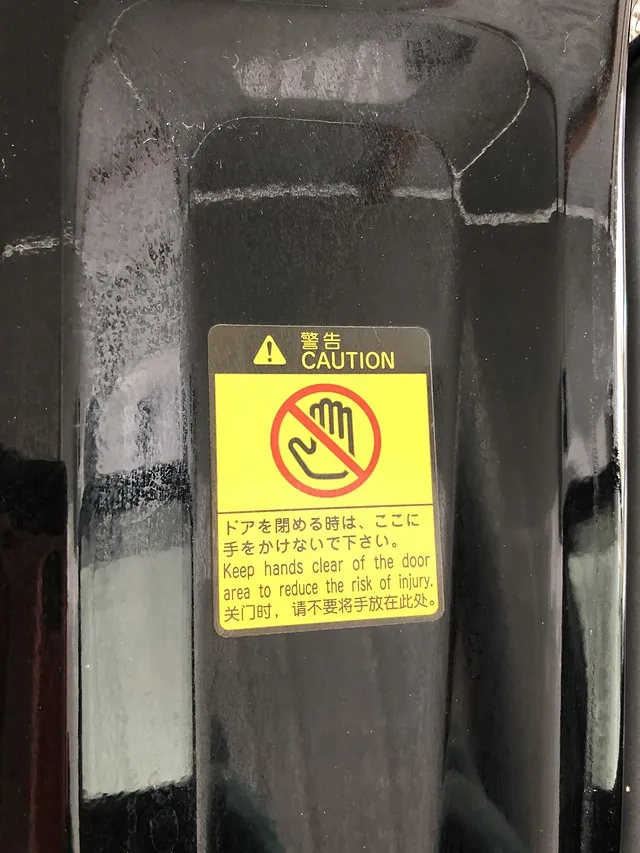 警告
CAUTION
ドアを閉める時は、ここに
手をかけないで下さい。
Keep hands clear of the door
area to reduce the risk of injury.
关门时，请不要将手放在此处。